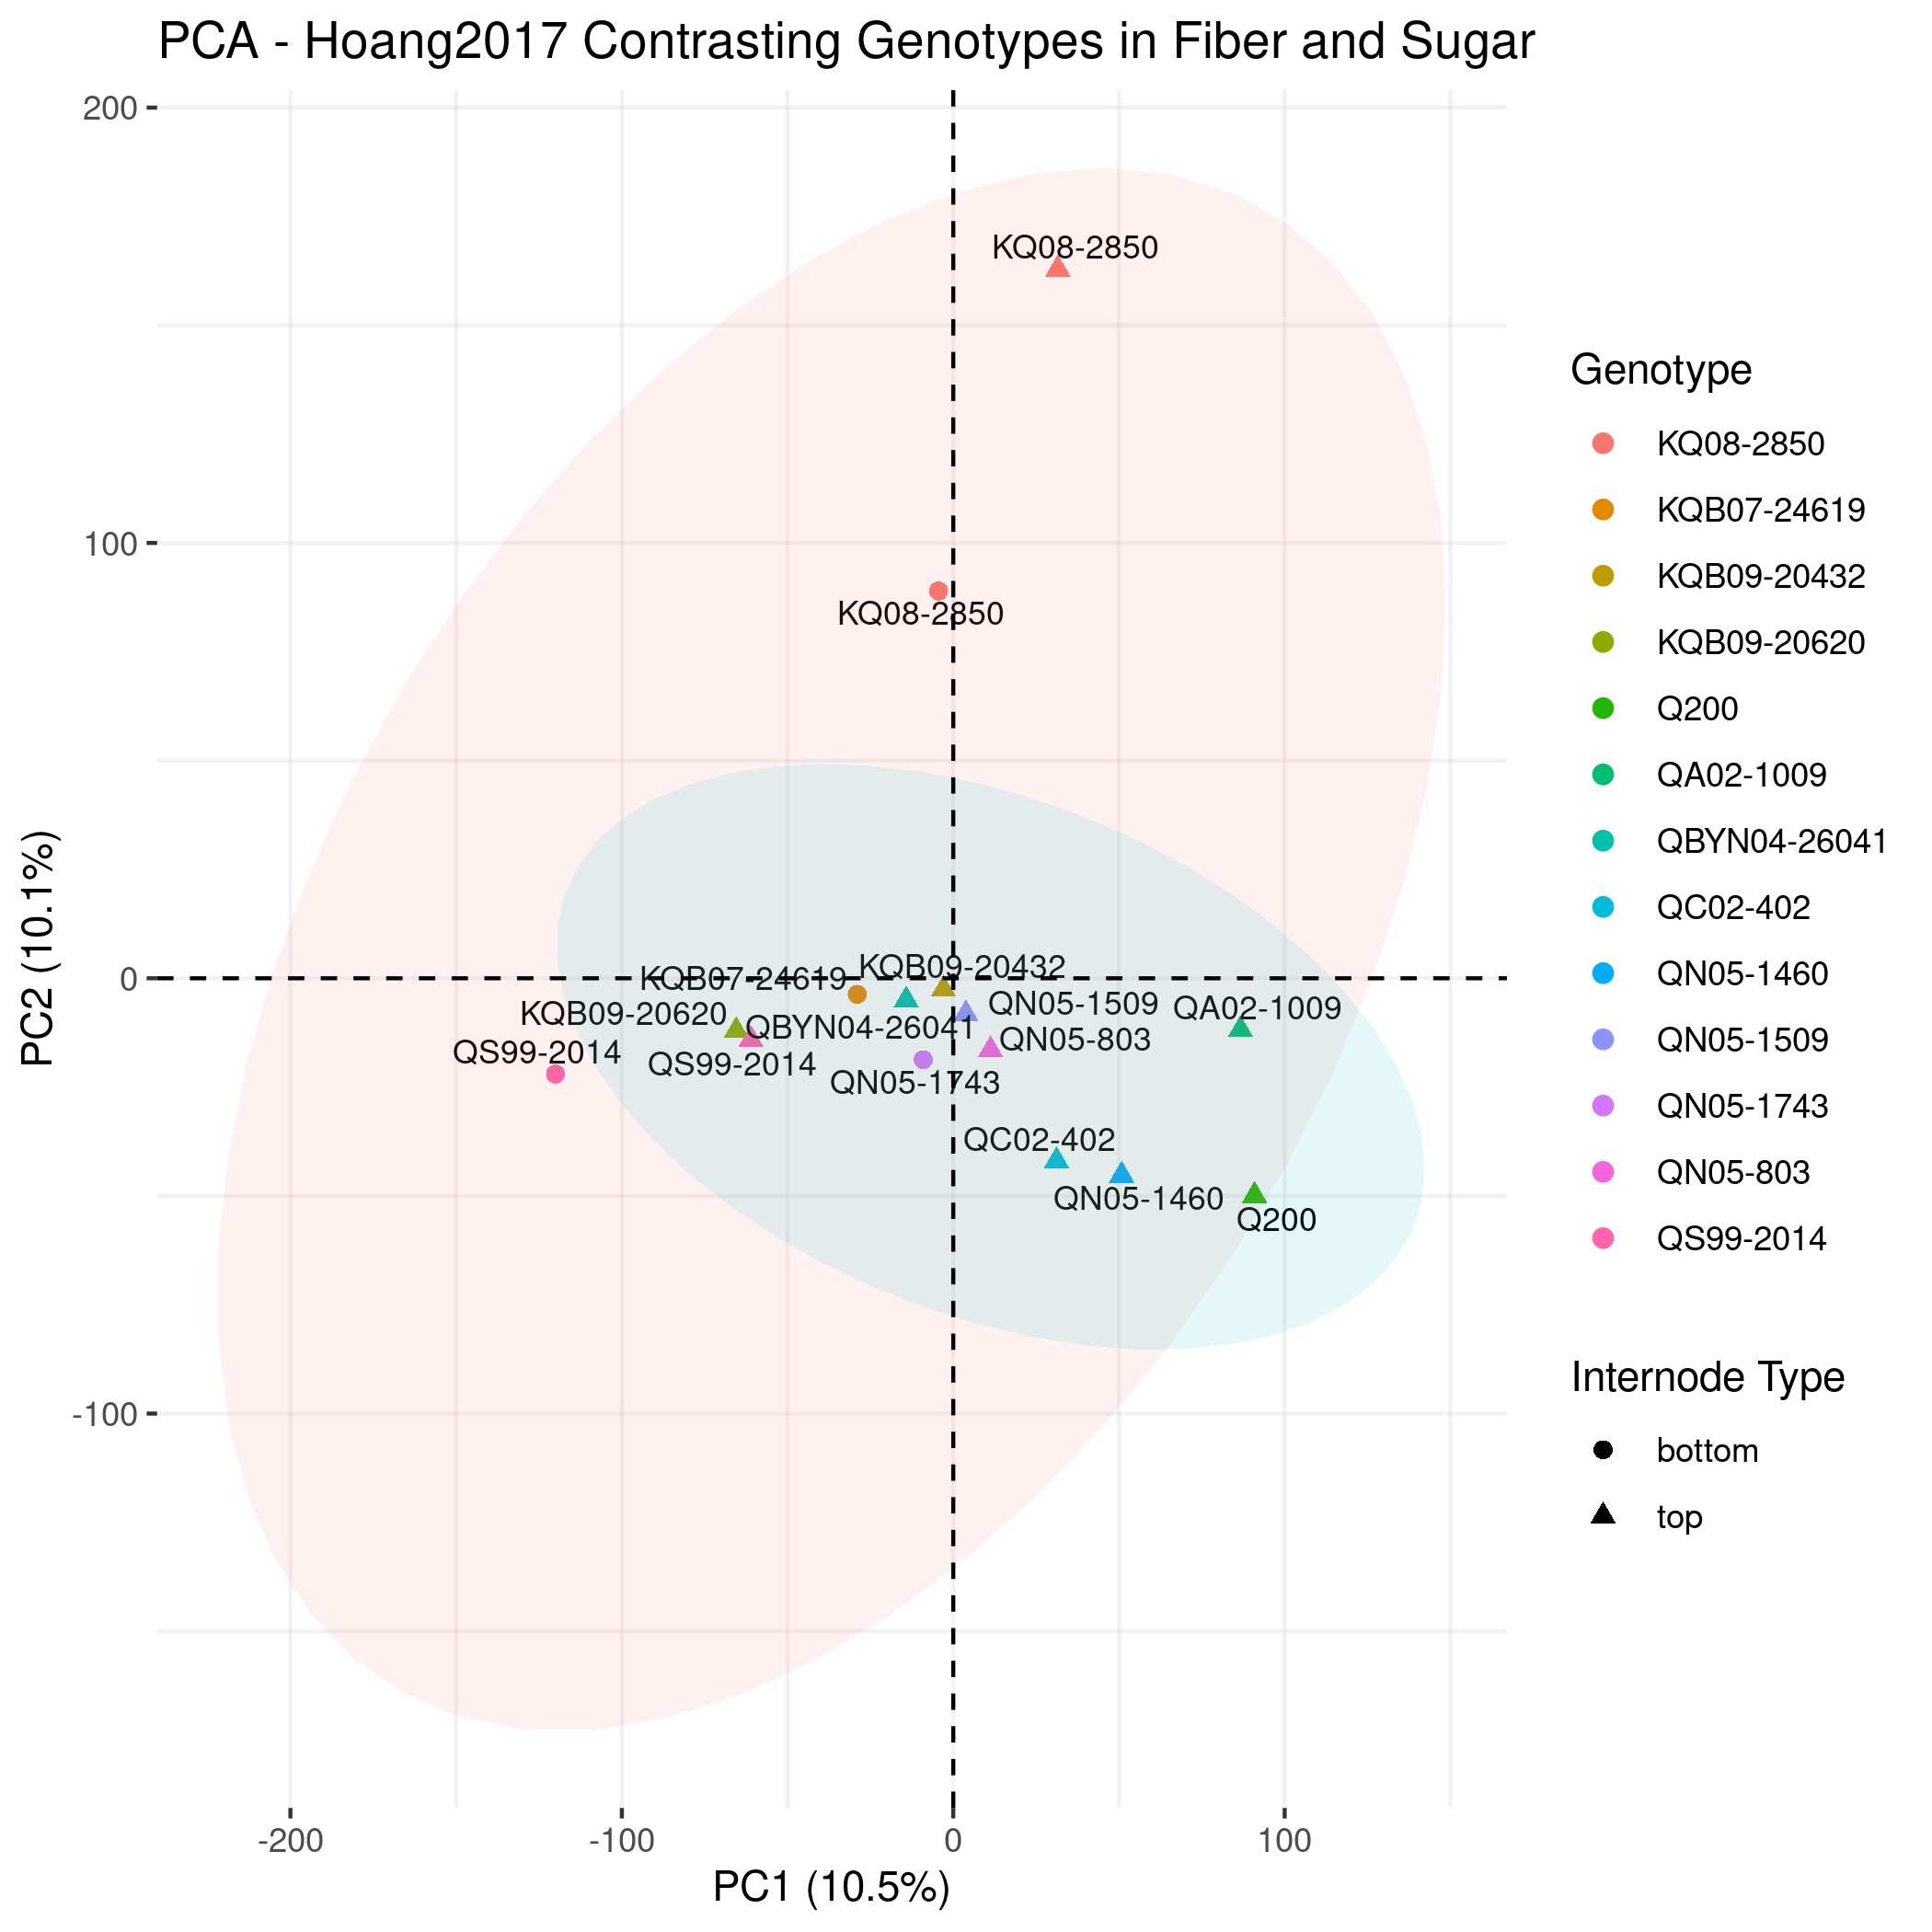 PCA - Hoang2017 Contrasting Genotypes in Fiber and Sugar
200
100
0
-100
PC2 (10.1%)
KQ08-2850
KQ08-2850
KQB07-24619
KQB09-20432
KQB09-20620
QBYN04-26041
QN05-1509
QA02-1009
QS99-2014
QS99-2014
QN05-803
QN05-1743
QC02-402
QN05-1460
Q200
-200
-100
0
100
PC1 (10.5%)
Genotype
KQ08-2850
KQB07-24619
KQB09-20432
KQB09-20620
Q200
QA02-1009
QBYN04-26041
QC02-402
QN05-1460
QN05-1509
QN05-1743
QN05-803
QS99-2014
Internode Type
bottom
top